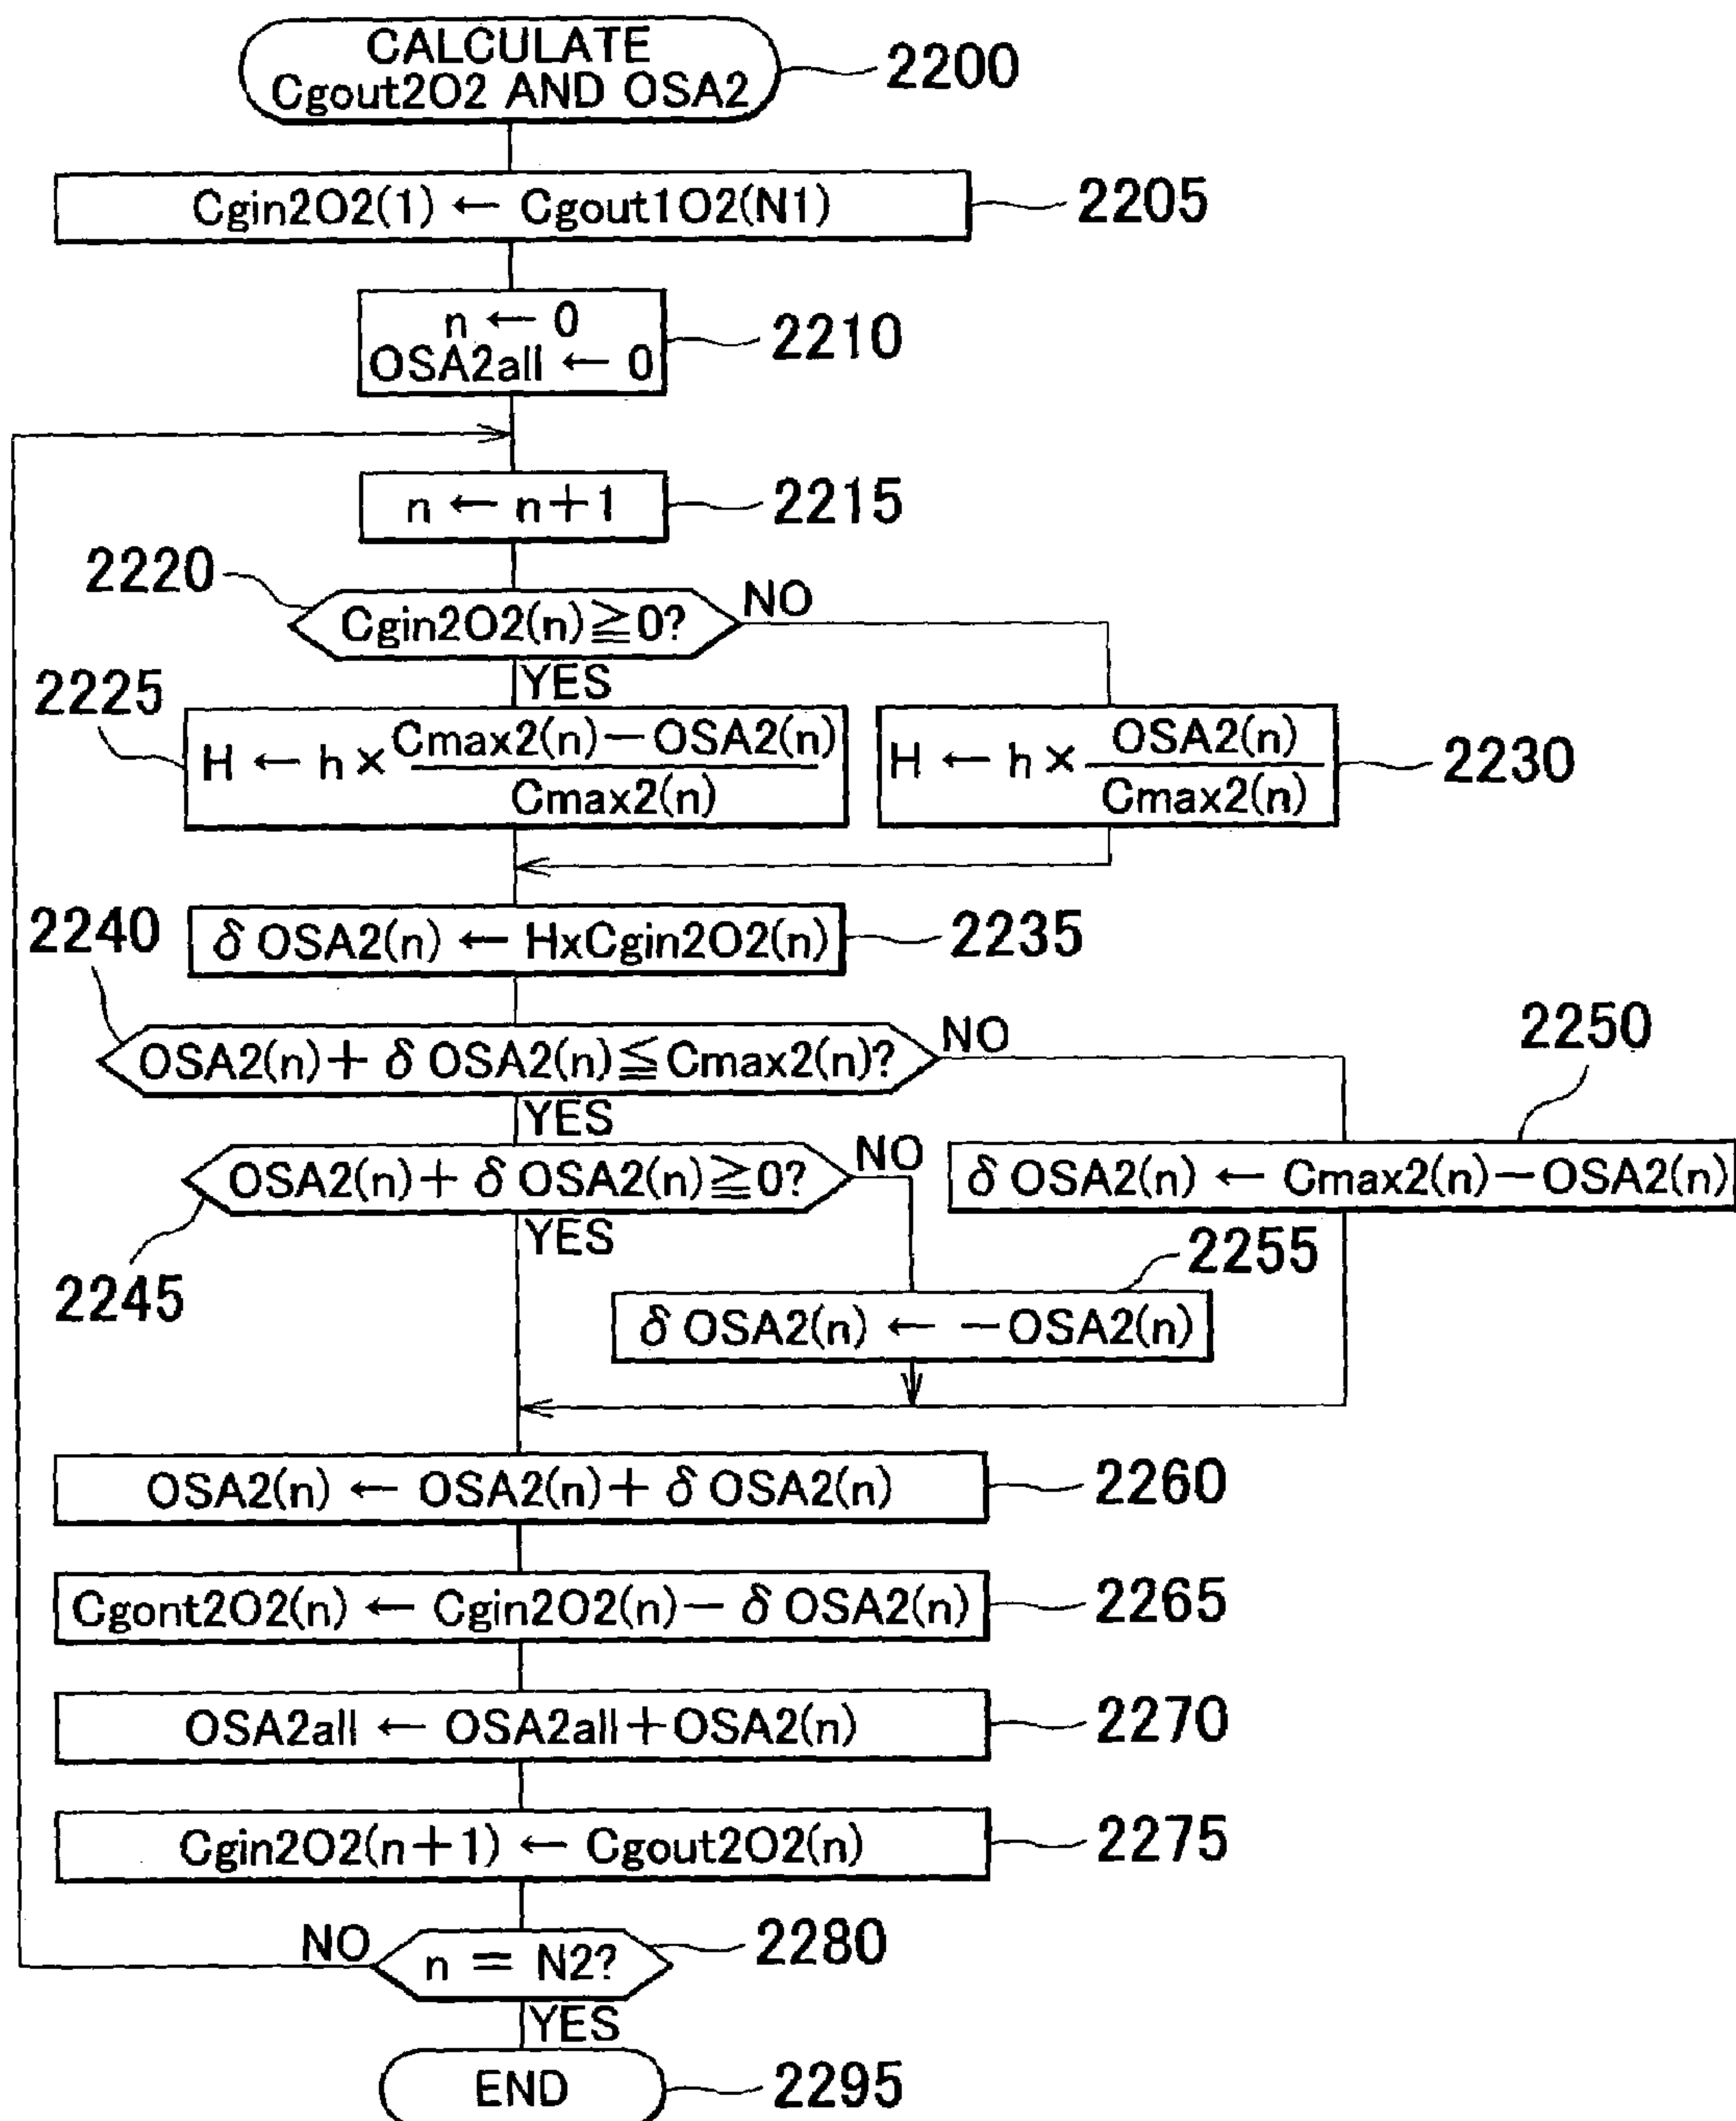 CALCULATE
Cgout2O2 AND OSA2
2200
Cgin2O2(1) ← Cgout1O2(N1)
2205
n ← 0
OSA2all ← 0
2210
n ← n+1
2215
2220
Cgin2O2(n)≧0?
NO
YES
2225
H ← h × Cmax2(n)−OSA2(n)
Cmax2(n)
H ← h × OSA2(n)
Cmax2(n)
2230
2240
δ OSA2(n) ← HxCgin2O2(n)
2235
OSA2(n)+ δ OSA2(n)≦Cmax2(n)?
NO
2250
YES
OSA2(n)+ δ OSA2(n)≧0?
NO
δ OSA2(n) ← Cmax2(n)−OSA2(n)
YES
2245
2255
δ OSA2(n) ← −OSA2(n)
OSA2(n) ← OSA2(n)+ δ OSA2(n)
2260
Cgont2O2(n) ← Cgin2O2(n)− δ OSA2(n)
2265
OSA2all ← OSA2all+OSA2(n)
2270
Cgin2O2(n+1) ← Cgout2O2(n)
2275
NO
n = N2?
2280
YES
END
2295